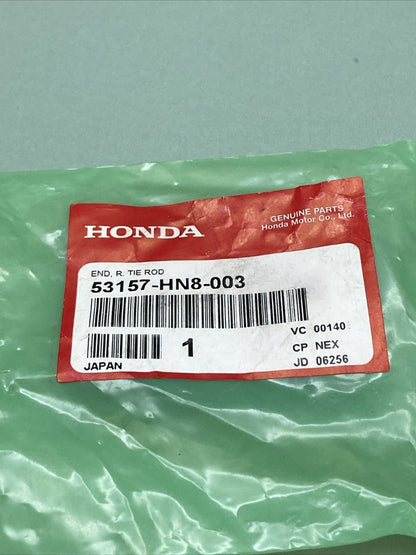 HONDA
GENUINE PARTS
Honda Motor Co., Ltd.
END, R. TIE ROD
53157-HN8-003
VC 00140
1
CP NEX
JAPAN
JD 06256